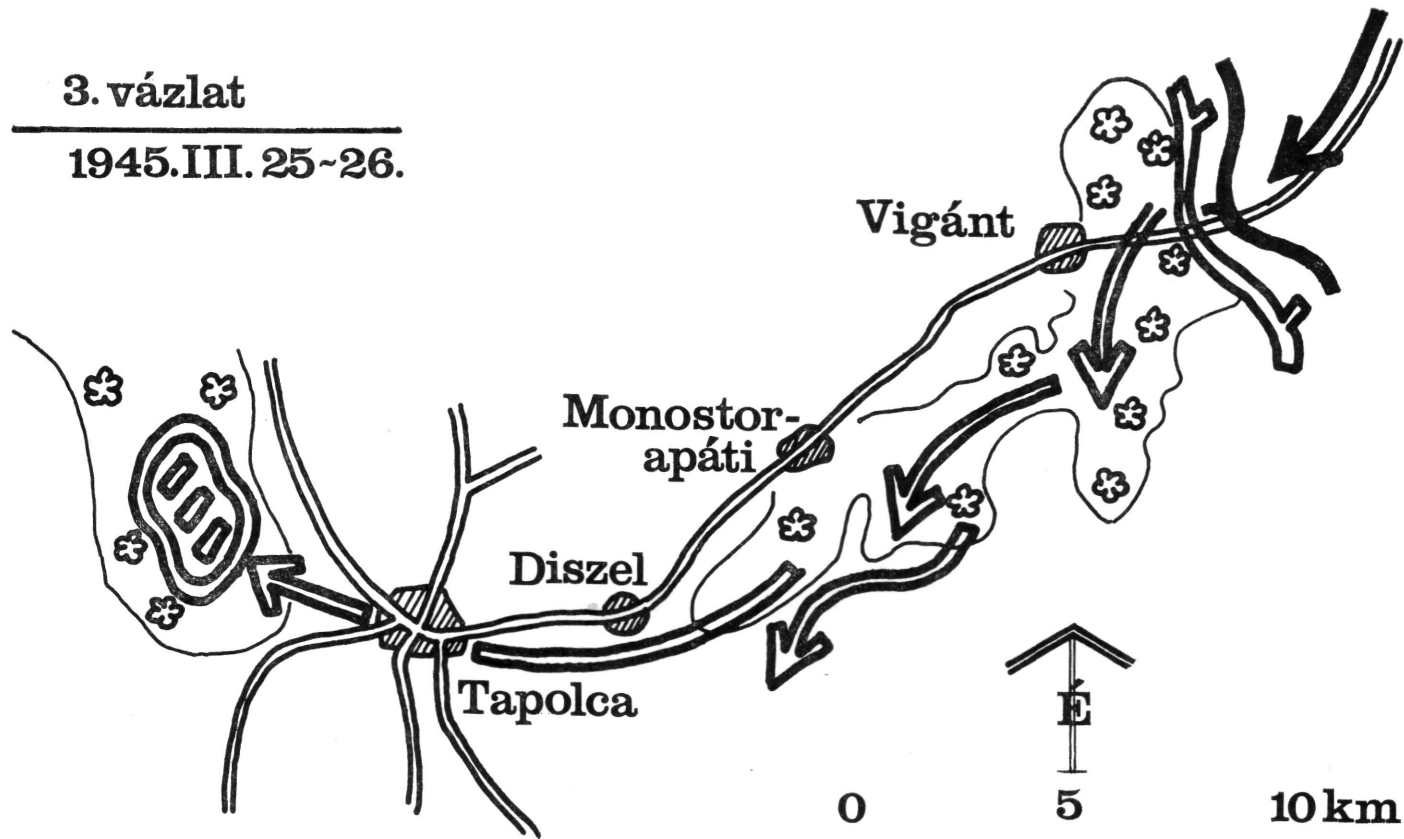 3. vázlat
1945.III. 25~26.
Vigánt
Monostor-
apáti
Diszel
Tapolca
É
0 5 10 km